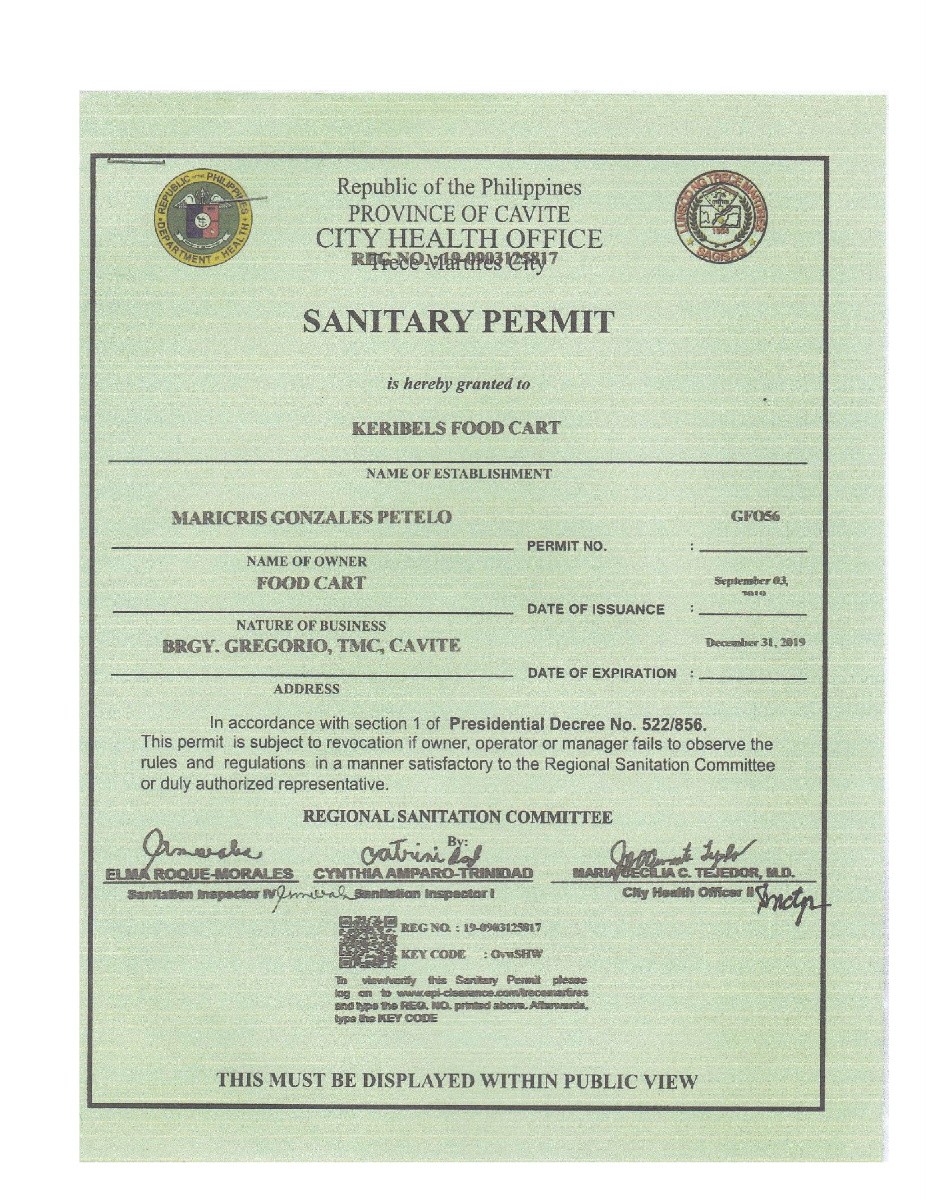 REPUBLIC OF THE PHILIPPINES
DEPARTMENT OF HEALTH
LUNGSOD NG TRECE MARTIRES
SAGISAG
Republic of the Philippines
PROVINCE OF CAVITE
CITY HEALTH OFFICE
REG NO. : 19-0903125817
Trece Martires City
SANITARY PERMIT
is hereby granted to
KERIBELS FOOD CART
NAME OF ESTABLISHMENT
MARICRIS GONZALES PETELO
GFO56
PERMIT NO. :
NAME OF OWNER
FOOD CART
September 03,
2019
DATE OF ISSUANCE :
NATURE OF BUSINESS
BRGY. GREGORIO, TMC, CAVITE
December 31, 2019
DATE OF EXPIRATION :
ADDRESS
In accordance with section 1 of Presidential Decree No. 522/856.
This permit is subject to revocation if owner, operator or manager fails to observe the
rules and regulations in a manner satisfactory to the Regional Sanitation Committee
or duly authorized representative.
REGIONAL SANITATION COMMITTEE
By:
ELMA ROQUE-MORALES CYNTHIA AMPARO-TRINIDAD MARIA CECILIA C. TEJEDOR, M.D.
Sanitation Inspector IV Sanitation Inspector I City Health Officer II
REG NO. : 19-0903125817
KEY CODE : OvuSHW
To view/verify this Sanitary Permit please
log on to www.epi-clearance.com/trecemartires
and type the REG. NO. printed above. Afterwards,
type the KEY CODE
THIS MUST BE DISPLAYED WITHIN PUBLIC VIEW